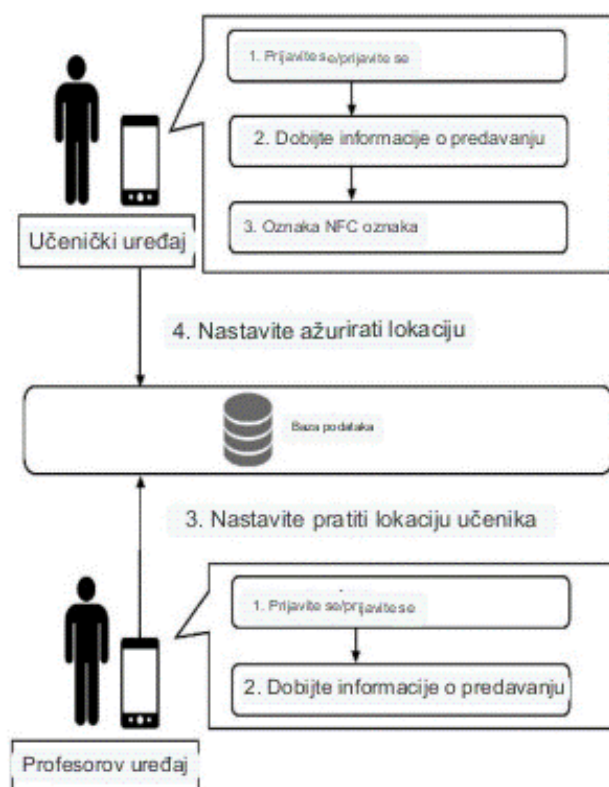 1. Prijavite se/prijavite se
2. Dobijte informacije o predavanju
3. Oznaka NFC oznaka
Učenički uređaj
4. Nastavite ažurirati lokaciju
Baza podataka
3. Nastavite pratiti lokaciju učenika
1. Prijavite se/prijavite se
2. Dobijte informacije o predavanju
Profesorov uređaj